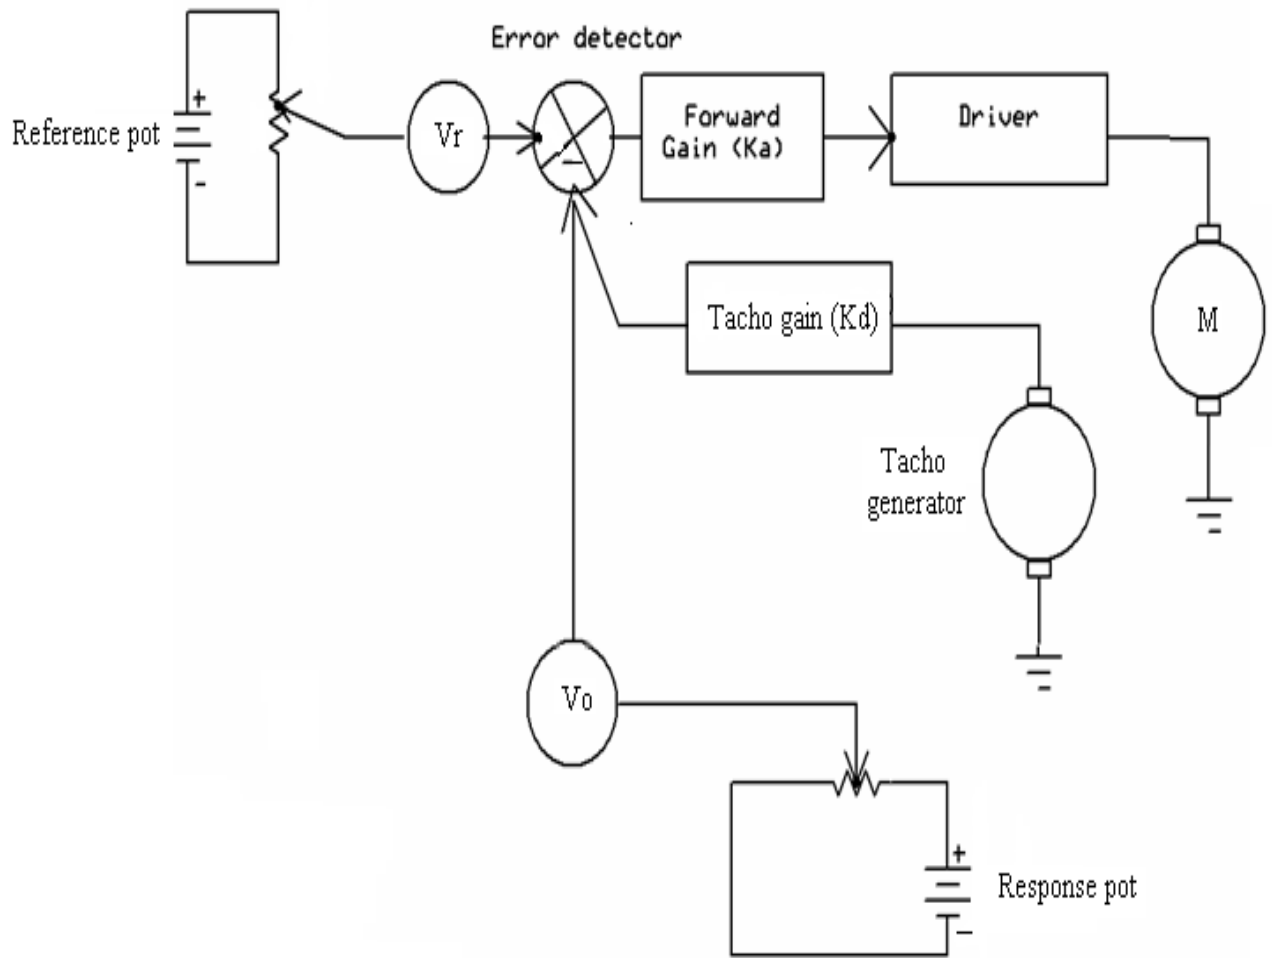 Error detector
+
Reference pot
-
Vr
Forward
Gain (Ka)
Driver
M
Tacho gain (Kd)
Tacho
generator
Vo
+
Response pot
-